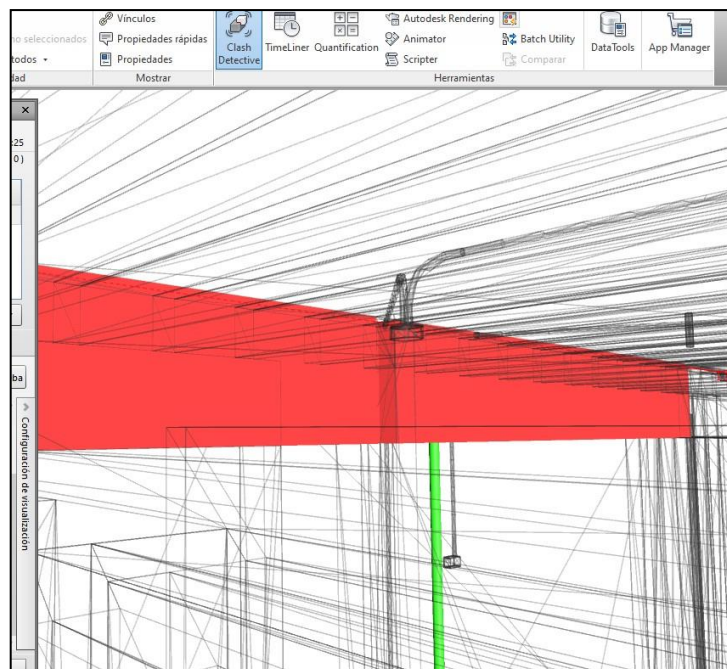 Vínculos
no seleccionados
Propiedades rápidas
todos
Propiedades
dad
Mostrar
Clash
Detective
TimeLiner
Quantification
Autodesk Rendering
Animator
Scripter
Batch Utility
Comparar
DataTools
App Manager
Herramientas
:25
0 )
ba
Configuración de visualización